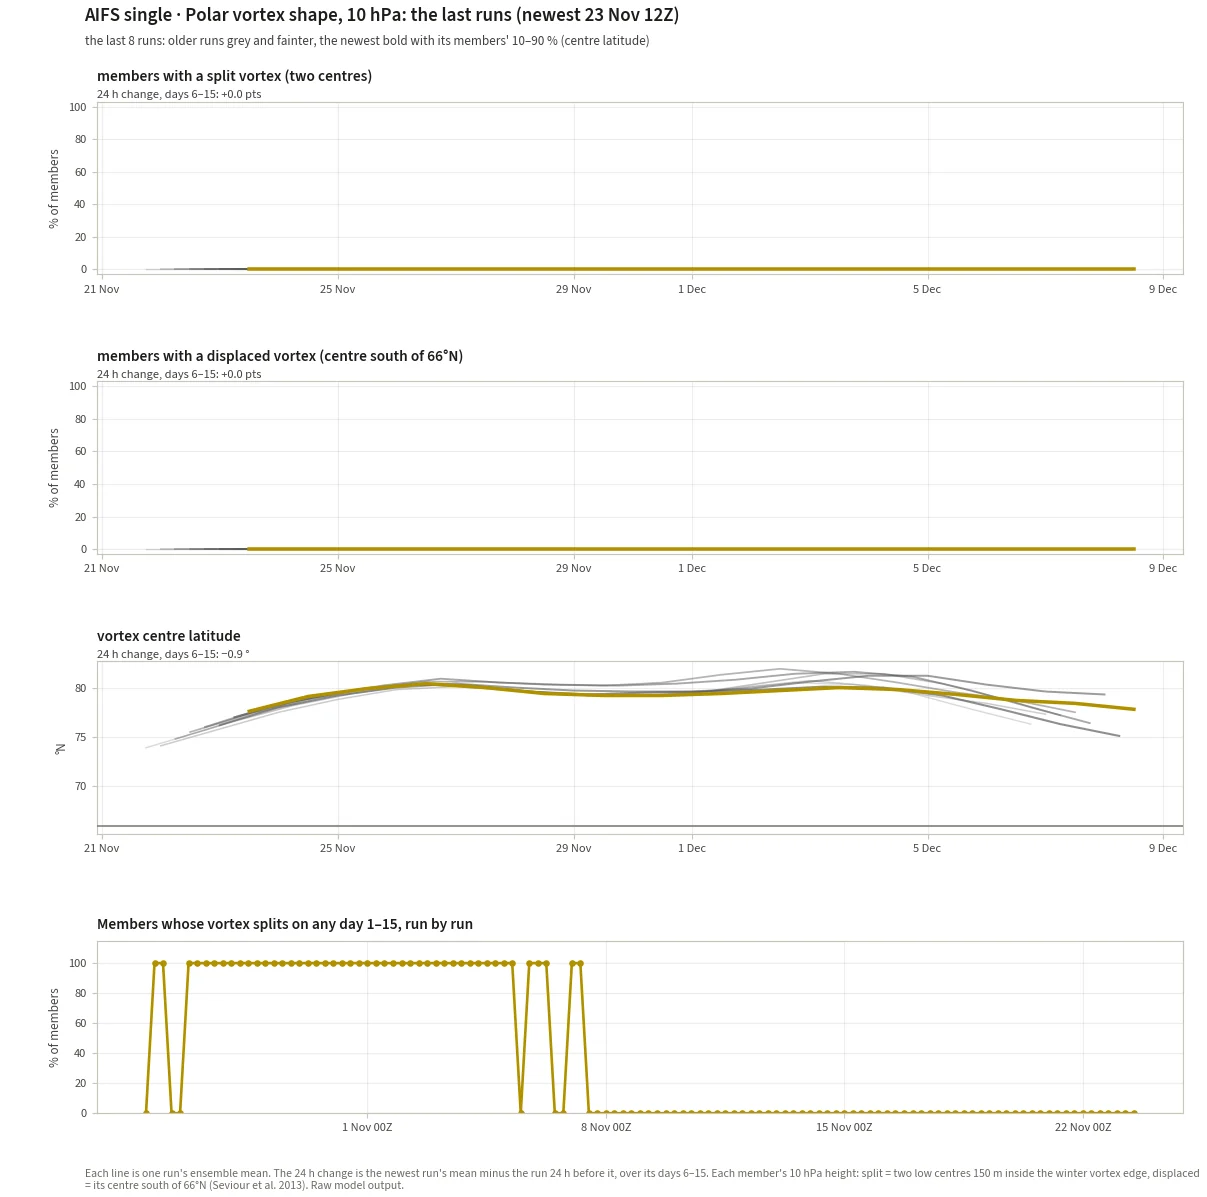 AIFS single · Polar vortex shape, 10 hPa: the last runs (newest 23 Nov 12Z)
the last 8 runs: older runs grey and fainter, the newest bold with its members' 10–90 % (centre latitude)
members with a split vortex (two centres)
24 h change, days 6–15: +0.0 pts
100
80
60
40
20
0
% of members
21 Nov 25 Nov 29 Nov 1 Dec 5 Dec 9 Dec
members with a displaced vortex (centre south of 66°N)
24 h change, days 6–15: +0.0 pts
100
80
60
40
20
0
% of members
21 Nov 25 Nov 29 Nov 1 Dec 5 Dec 9 Dec
vortex centre latitude
24 h change, days 6–15: −0.9 °
80
75
70
°N
21 Nov 25 Nov 29 Nov 1 Dec 5 Dec 9 Dec
Members whose vortex splits on any day 1–15, run by run
100
80
60
40
20
0
% of members
1 Nov 00Z 8 Nov 00Z 15 Nov 00Z 22 Nov 00Z
Each line is one run's ensemble mean. The 24 h change is the newest run's mean minus the run 24 h before it, over its days 6–15. Each member's 10 hPa height: split = two low centres 150 m inside the winter vortex edge, displaced
= its centre south of 66°N (Seviour et al. 2013). Raw model output.